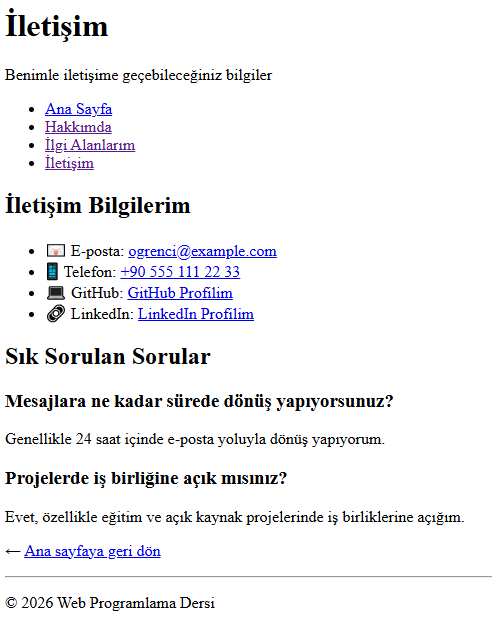 İletişim
Benimle iletişime geçebileceğiniz bilgiler
Ana Sayfa
Hakkımda
İlgi Alanlarım
İletişim
İletişim Bilgilerim
E-posta: ogrenci@example.com
Telefon: +90 555 111 22 33
GitHub: GitHub Profilim
LinkedIn: LinkedIn Profilim
Sık Sorulan Sorular
Mesajlara ne kadar sürede dönüş yapıyorsunuz?
Genellikle 24 saat içinde e-posta yoluyla dönüş yapıyorum.
Projelerde iş birliğine açık mısınız?
Evet, özellikle eğitim ve açık kaynak projelerinde iş birliklerine açığım.
← Ana sayfaya geri dön
© 2026 Web Programlama Dersi